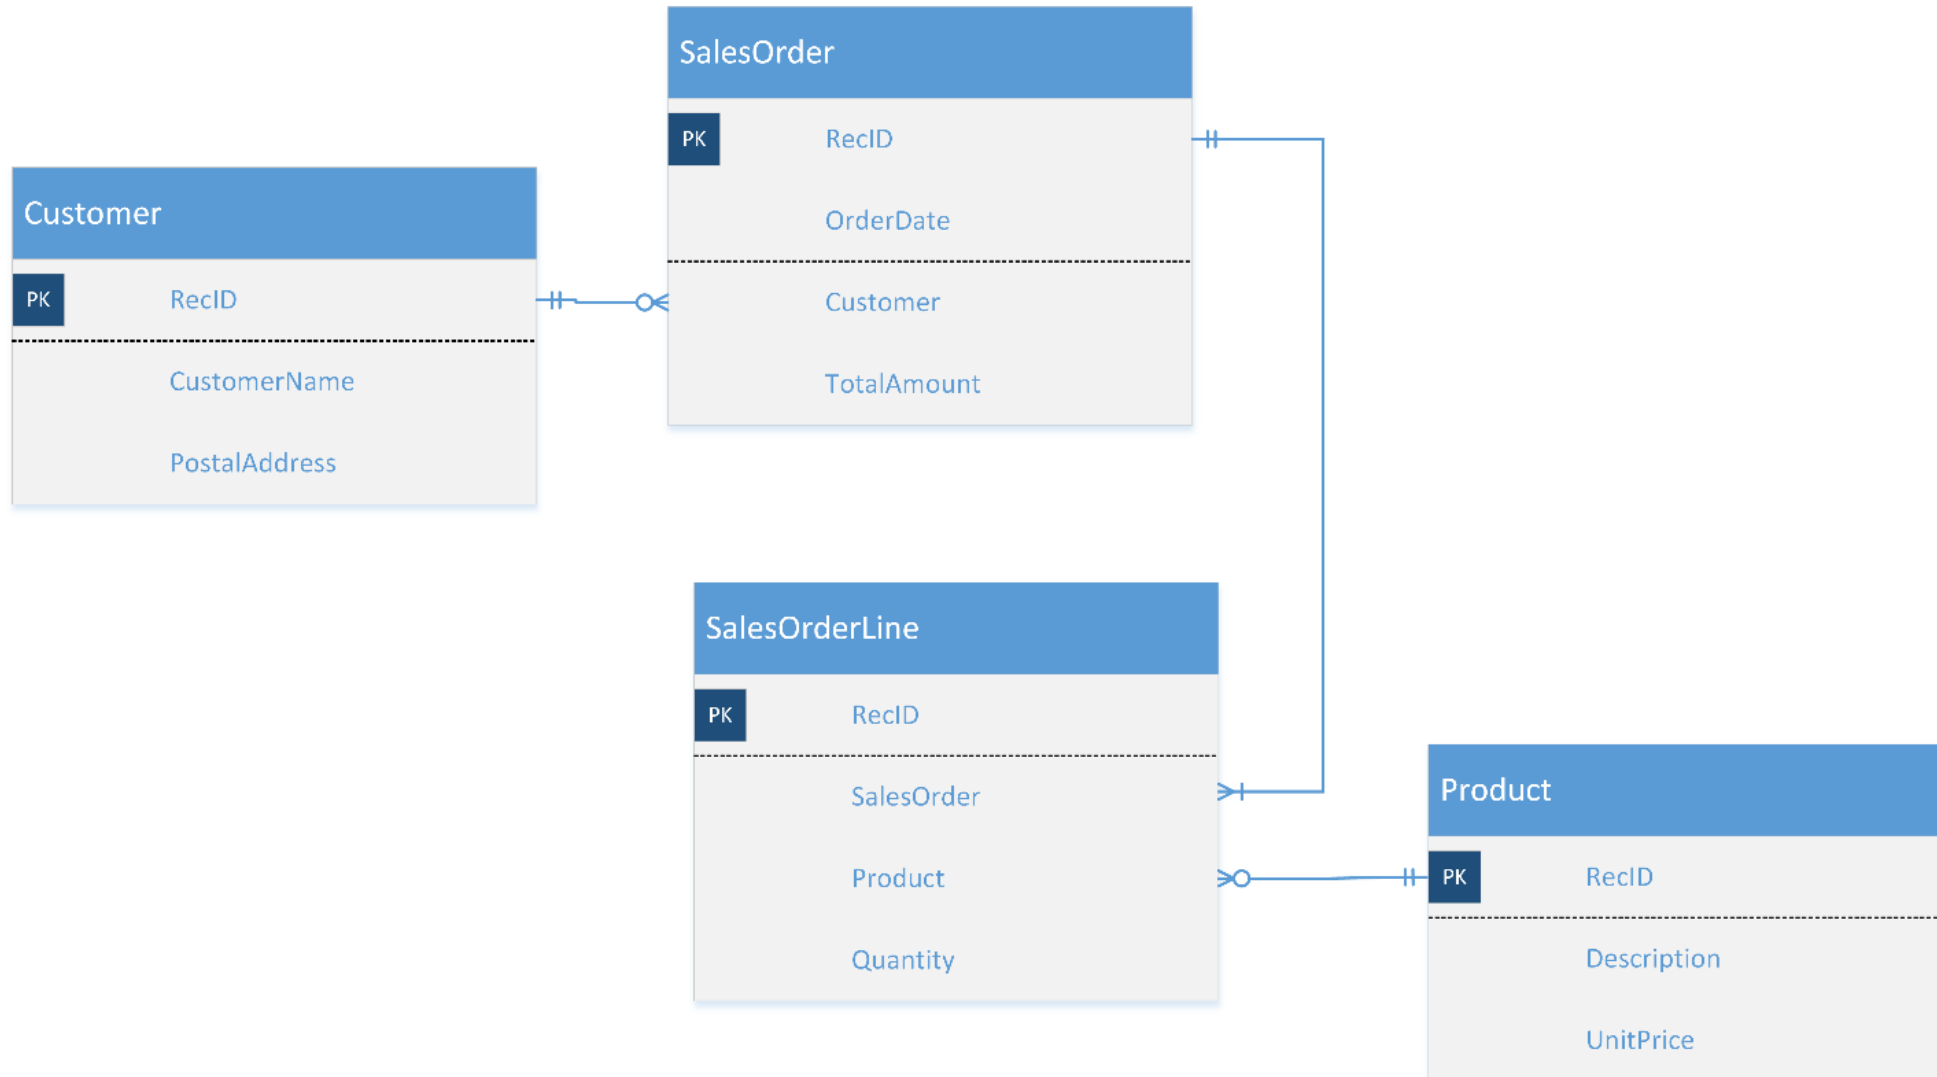 SalesOrder
PK RecID
OrderDate
Customer
TotalAmount
Customer
PK RecID
CustomerName
PostalAddress
SalesOrderLine
PK RecID
SalesOrder
Product
Quantity
Product
PK RecID
Description
UnitPrice